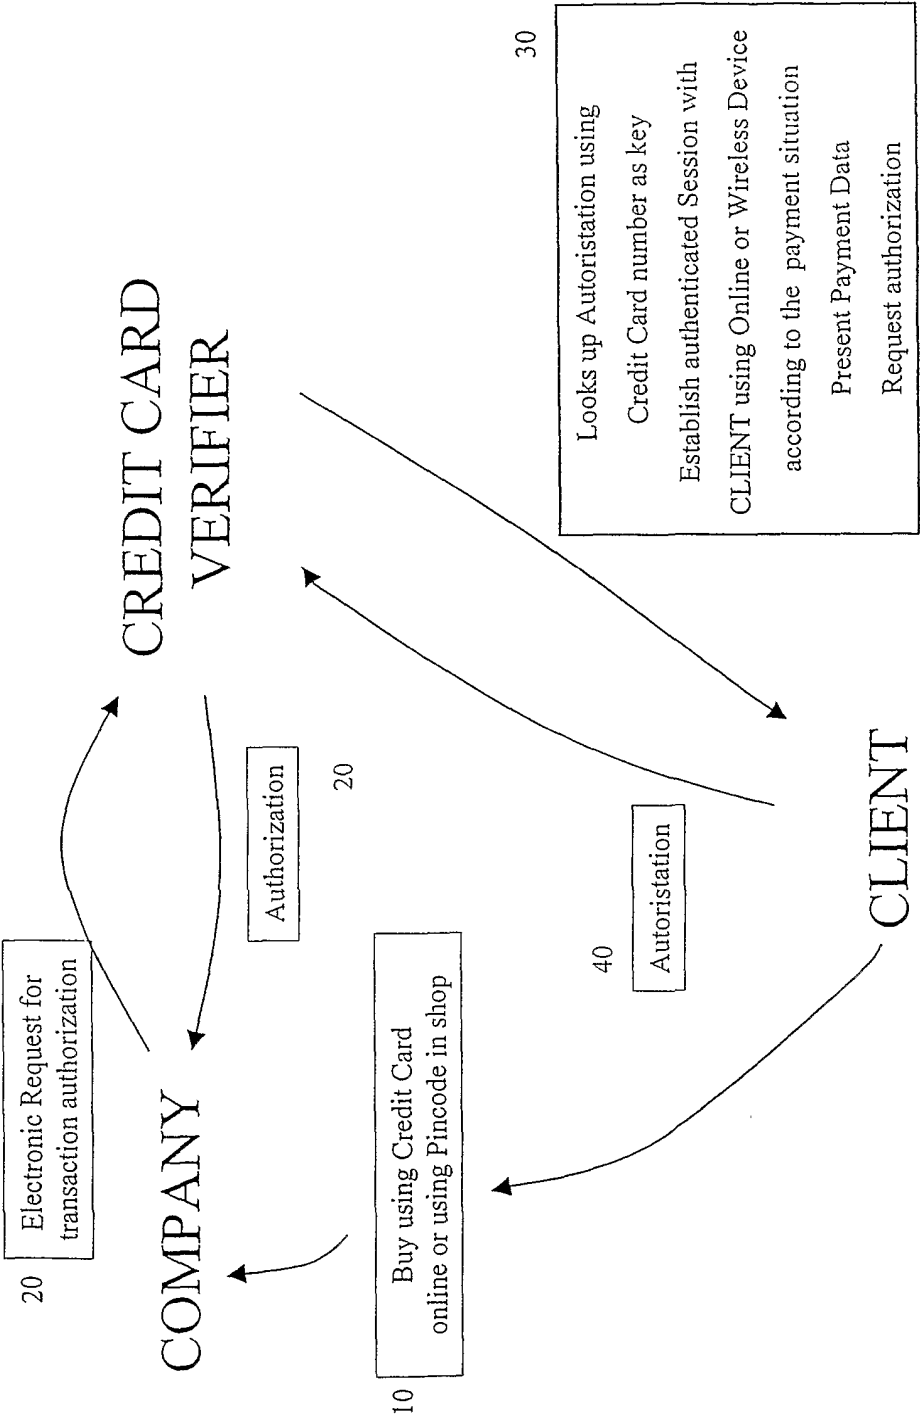 20
Electronic Request for
transaction authorization
COMPANY
CREDIT CARD
VERIFIER
Authorization
20
10
Buy using Credit Card
online or using Pincode in shop
40
Autoristation
CLIENT
30
Looks up Autoristation using
Credit Card number as key
Establish authenticated Session with
CLIENT using Online or Wireless Device
according to the payment situation
Present Payment Data
Request authorization